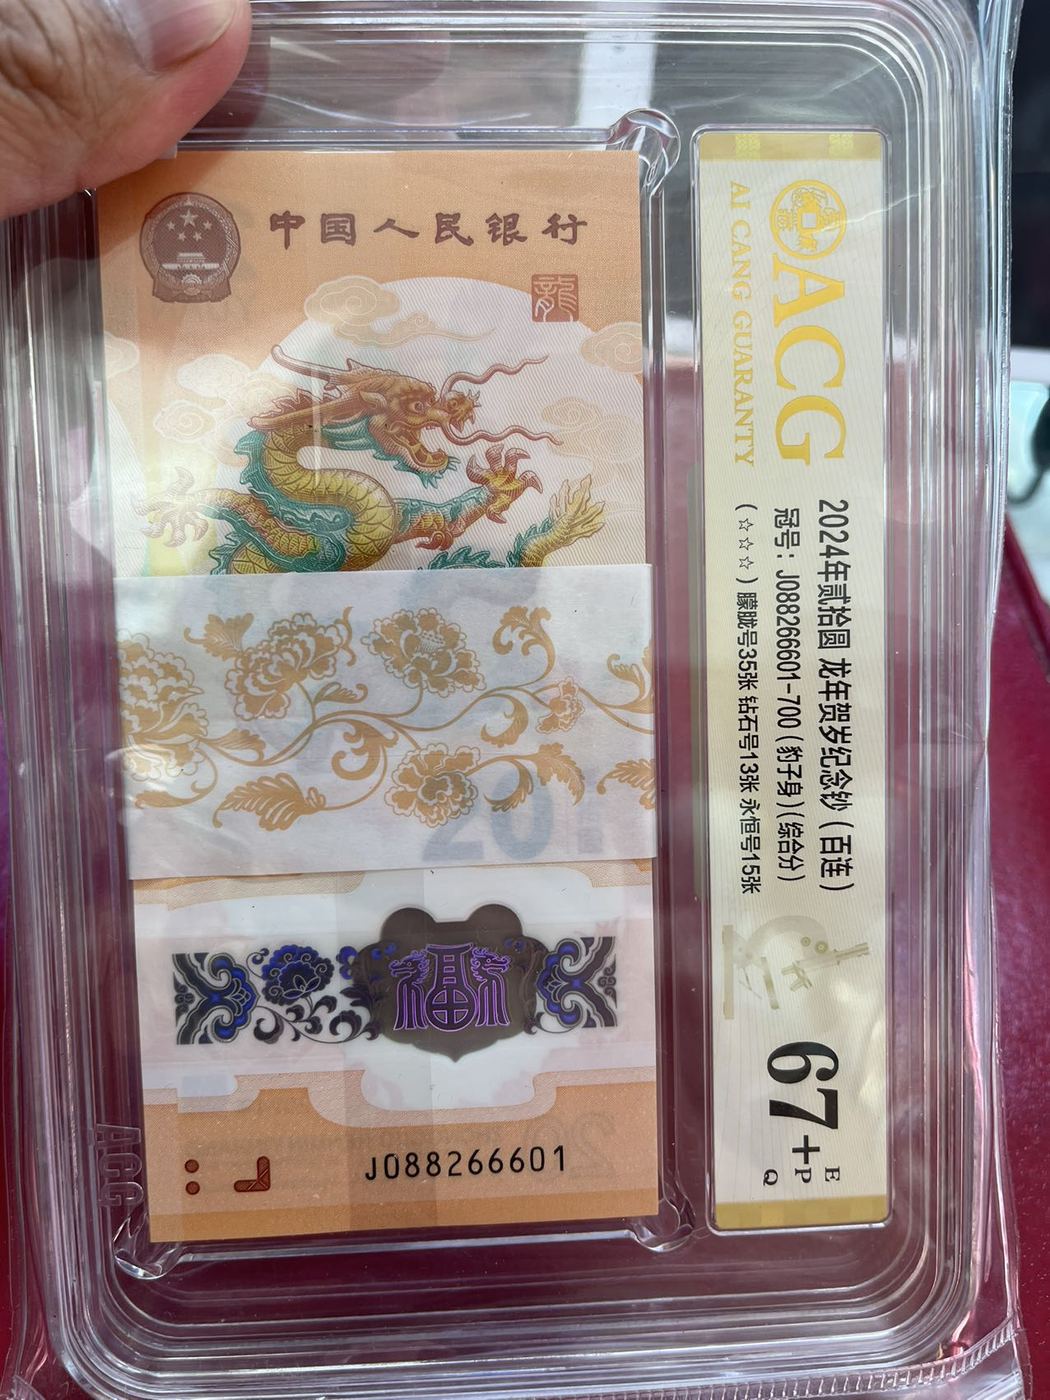 中国人民银行
龍
福
J088266601
20
ACG
ACG
AI CANG GUARANTY
2024年贰拾圆 龙年贺岁纪念钞（百连）
冠号：J088266601-700（豹子身）（综合分）
（☆☆☆）朦胧号35张 钻石号13张 永恒号15张
67+
E
P
Q